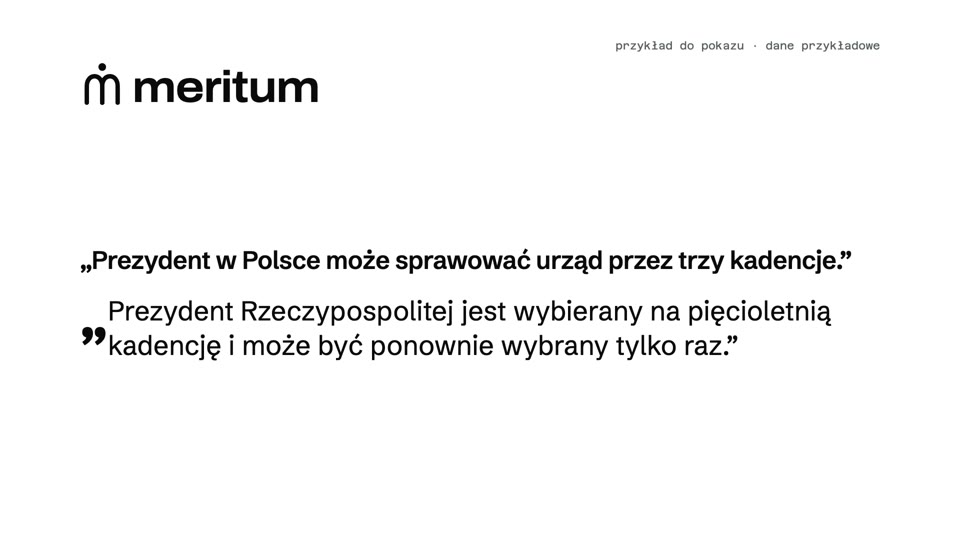 przykład do pokazu · dane przykładowe
meritum
„Prezydent w Polsce może sprawować urząd przez trzy kadencje.”
Prezydent Rzeczypospolitej jest wybierany na pięcioletnią
”kadencję i może być ponownie wybrany tylko raz.”